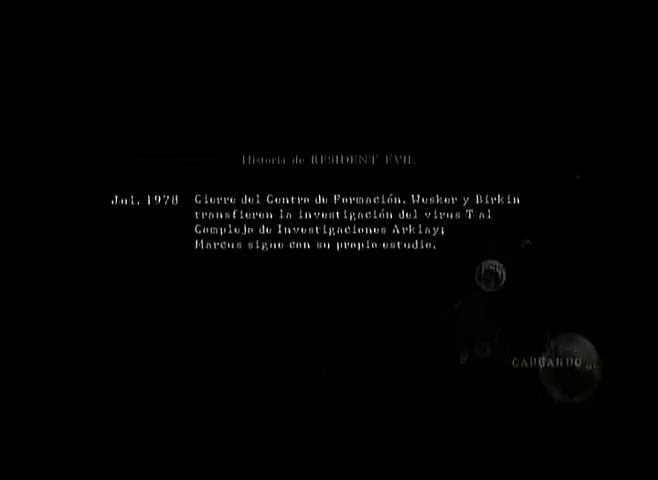 Historia de RESIDENT EVIL
Jul. 1978 Cierre del Centro de Formación. Wesker y Birkin
transfieren la investigación del virus T al
Complejo de Investigaciones Arklay;
Marcus sigue con su propio estudio.
CARGANDO...